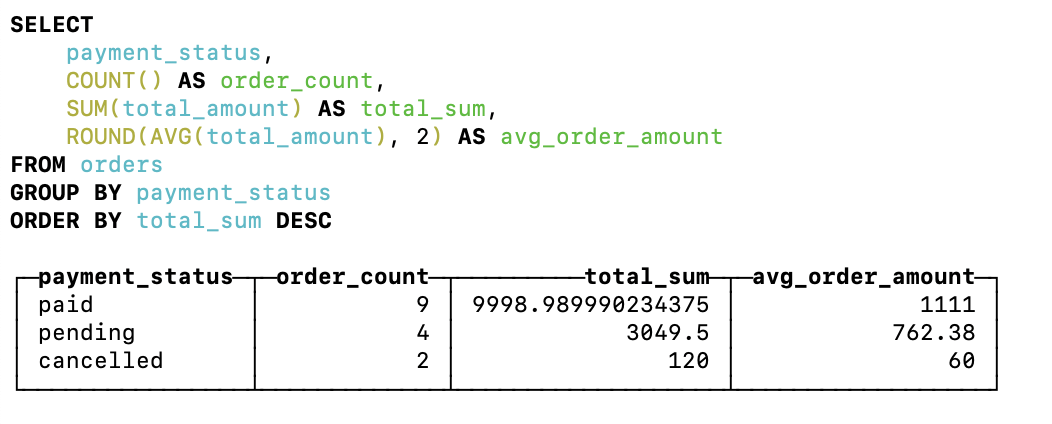 SELECT
    payment_status,
    COUNT() AS order_count,
    SUM(total_amount) AS total_sum,
    ROUND(AVG(total_amount), 2) AS avg_order_amount
FROM orders
GROUP BY payment_status
ORDER BY total_sum DESC
payment_status order_count total_sum avg_order_amount
paid 9 9998.989990234375 1111
pending 4 3049.5 762.38
cancelled 2 120 60